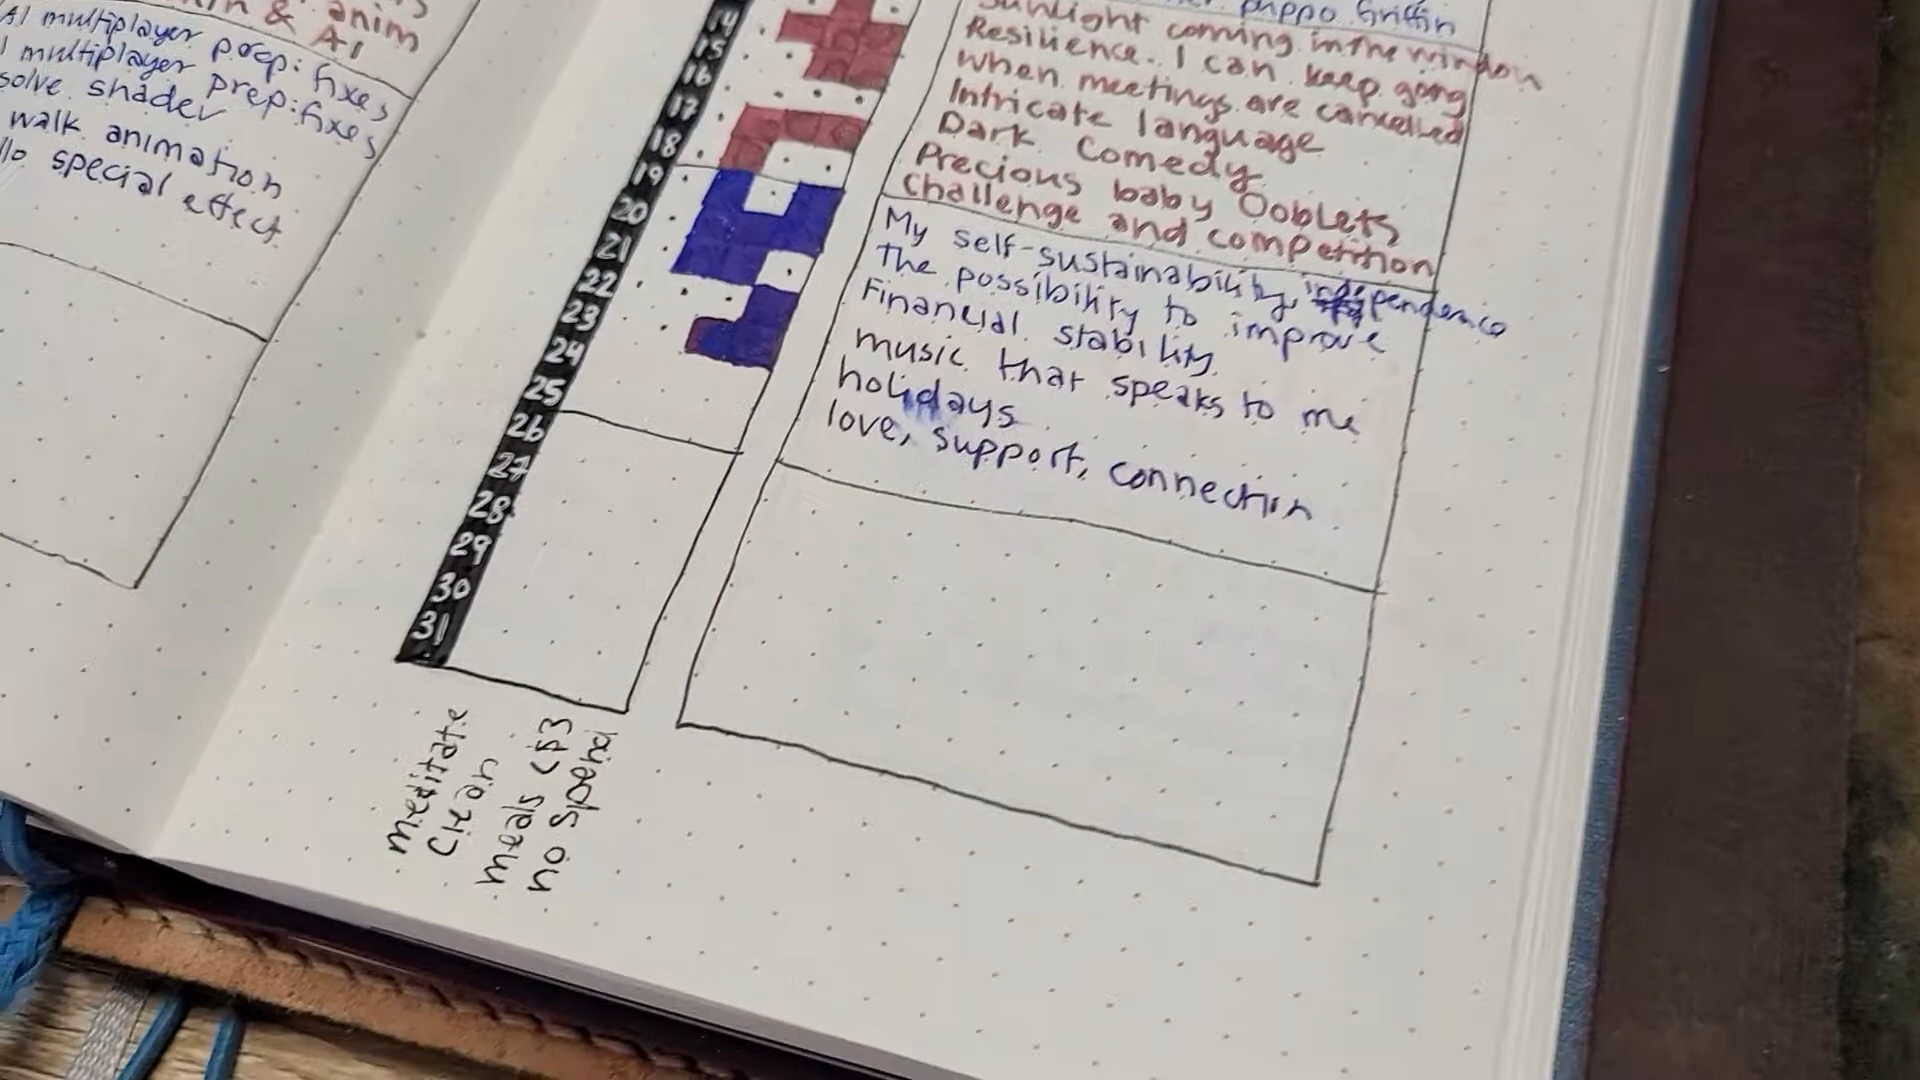 anim
& AI
AI multiplayer prep: fixes
multiplayer prep: fixes
solve shader
walk animation
special effect
14
15
16
17
18
19
20
21
22
23
24
25
26
27
28
29
30
31
meditate
clean
meals <$3
no spend
Griffin
Sunlight coming in the window
Resilience.. I can keep going
when meetings are cancelled
Intricate language
Dark Comedy
Precious baby Ooblets
Challenge and competition
My self-sustainability, independence
The possibility to improve
Financial stability
music that speaks to me
holidays
love, support, connection